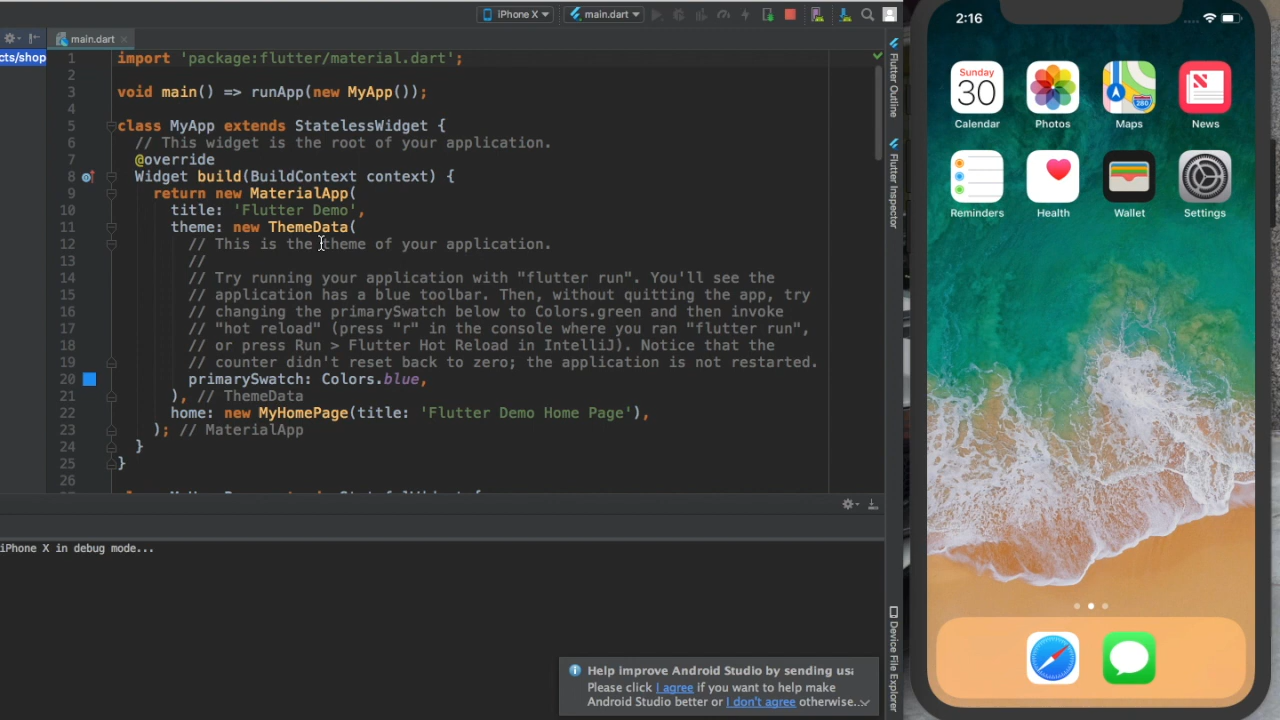 iPhone X
main.dart
cts/shop
main.dart
1 import 'package:flutter/material.dart';
2
3 void main() => runApp(new MyApp());
4
5 class MyApp extends StatelessWidget {
6 // This widget is the root of your application.
7 @override
8 Widget build(BuildContext context) {
9 return new MaterialApp(
10 title: 'Flutter Demo',
11 theme: new ThemeData(
12 // This is the theme of your application.
13 //
14 // Try running your application with "flutter run". You'll see the
15 // application has a blue toolbar. Then, without quitting the app, try
16 // changing the primarySwatch below to Colors.green and then invoke
17 // "hot reload" (press "r" in the console where you ran "flutter run",
18 // or press Run > Flutter Hot Reload in IntelliJ). Notice that the
19 // counter didn't reset back to zero; the application is not restarted.
20 primarySwatch: Colors.blue,
21 ), // ThemeData
22 home: new MyHomePage(title: 'Flutter Demo Home Page'),
23 ); // MaterialApp
24 }
25 }
26
iPhone X in debug mode...
Help improve Android Studio by sending usa
Please click I agree if you want to help make
Android Studio better or I don't agree otherwise...
Flutter Outline
Flutter Inspector
Device File Explorer
2:16
Sunday
30
280
Calendar Photos Maps News
Reminders Health Wallet Settings